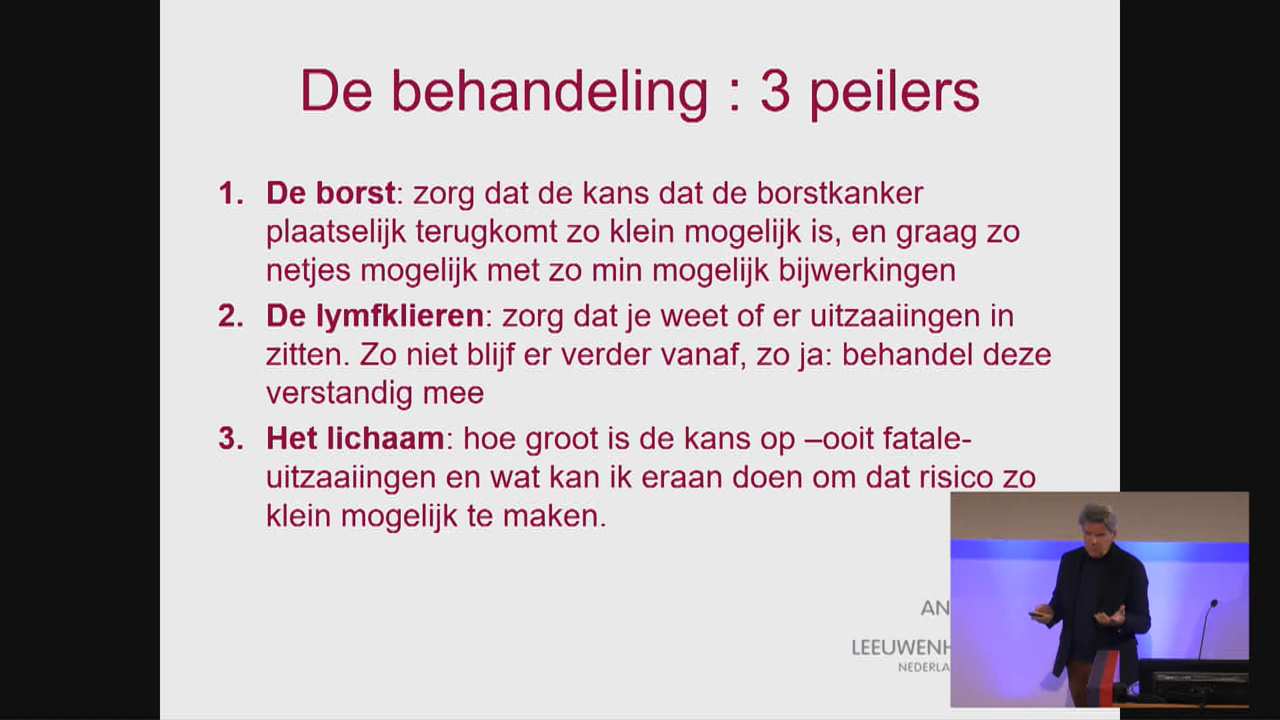 De behandeling : 3 peilers
1. De borst: zorg dat de kans dat de borstkanker
plaatselijk terugkomt zo klein mogelijk is, en graag zo
netjes mogelijk met zo min mogelijk bijwerkingen
2. De lymfklieren: zorg dat je weet of er uitzaaiingen in
zitten. Zo niet blijf er verder vanaf, zo ja: behandel deze
verstandig mee
3. Het lichaam: hoe groot is de kans op –ooit fatale-
uitzaaiingen en wat kan ik eraan doen om dat risico zo
klein mogelijk te maken.